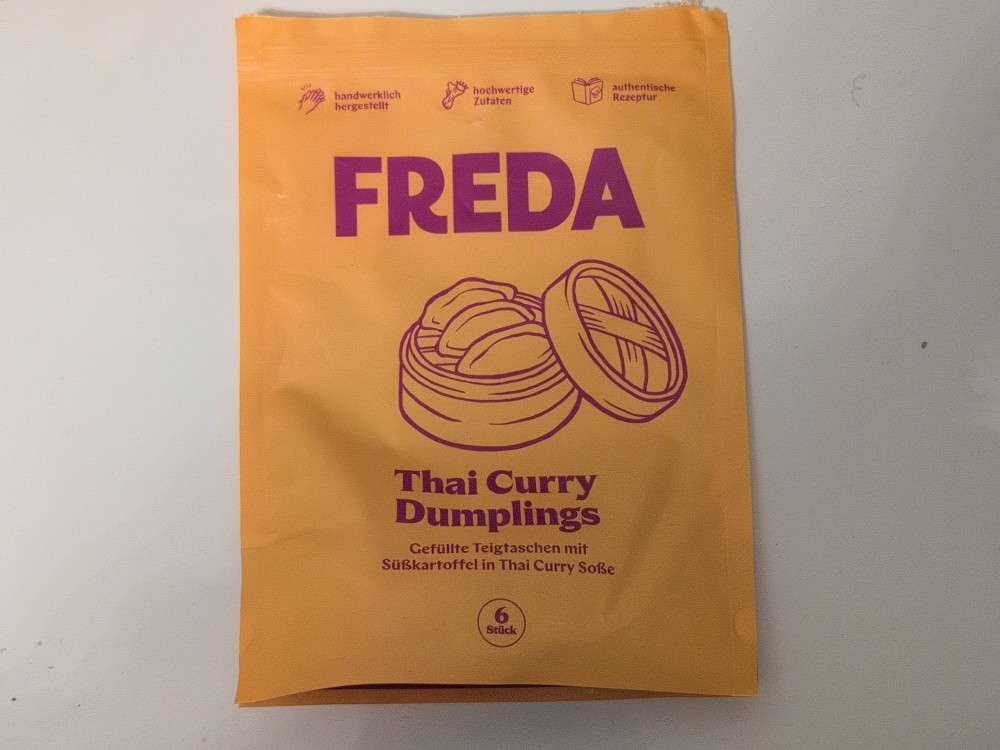 handwerklich
hergestellt
hochwertige
Zutaten
authentische
Rezeptur
FREDA
Thai Curry
Dumplings
Gefüllte Teigtaschen mit
Süßkartoffel in Thai Curry Soße
6
Stück